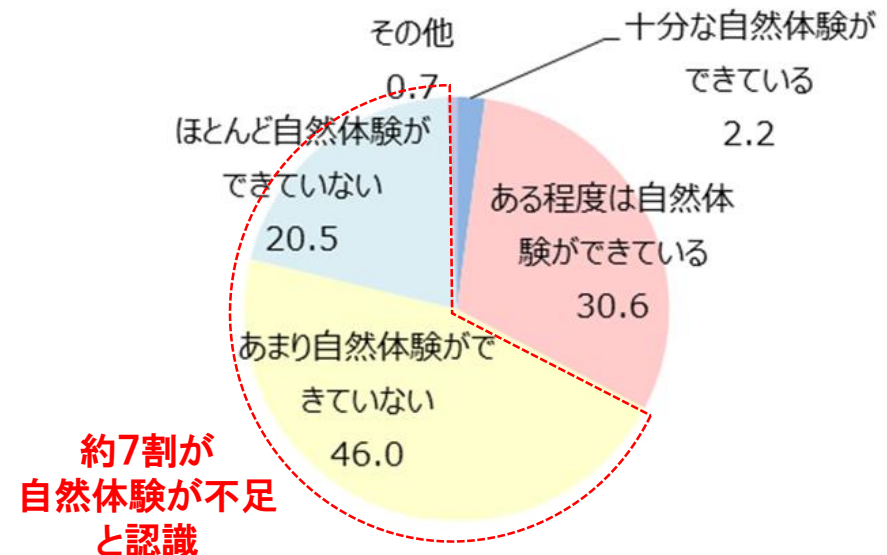 その他
0.7
十分な自然体験が
できている
2.2
ほとんど自然体験が
できていない
20.5
ある程度は自然体
験ができている
30.6
あまり自然体験がで
きていない
46.0
約7割が
自然体験が不足
と認識